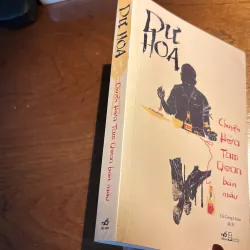 DƯ
HOA
Chuyện
Hứa
Tam
Quan
bán
máu
DƯ HOA
Chuyện Hứa Tam Quan bán máu